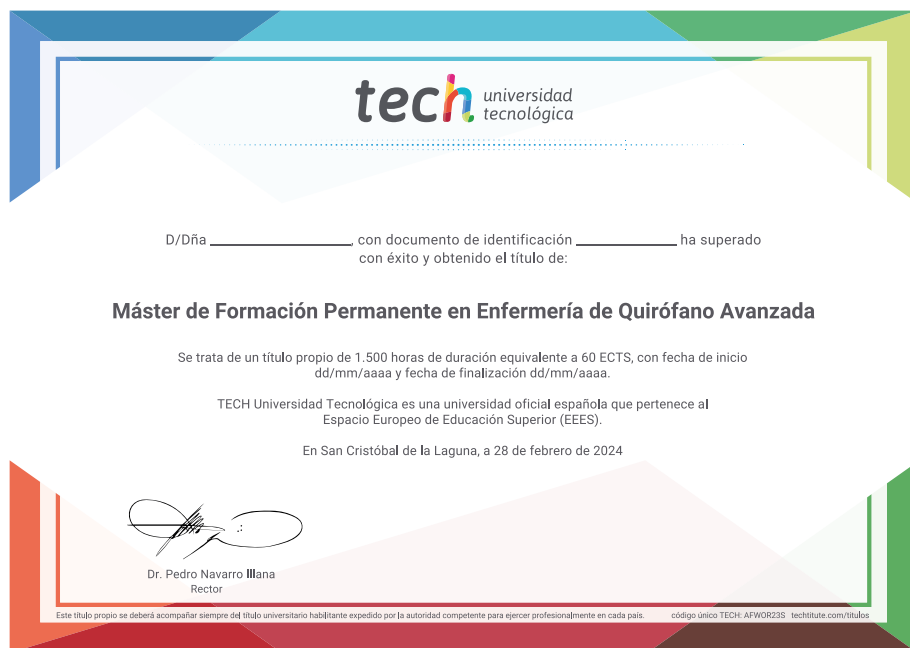 tech universidad
tecnológica
D/Dña ______________, con documento de identificación __________ ha superado
con éxito y obtenido el título de:
Máster de Formación Permanente en Enfermería de Quirófano Avanzada
Se trata de un título propio de 1.500 horas de duración equivalente a 60 ECTS, con fecha de inicio
dd/mm/aaaa y fecha de finalización dd/mm/aaaa.
TECH Universidad Tecnológica es una universidad oficial española que pertenece al
Espacio Europeo de Educación Superior (EEES).
En San Cristóbal de la Laguna, a 28 de febrero de 2024
Dr. Pedro Navarro Illana
Rector
Este título propio se deberá acompañar siempre del título universitario habilitante expedido por la autoridad competente para ejercer profesionalmente en cada país. código único TECH: AFWOR23S techtitute.com/titulos